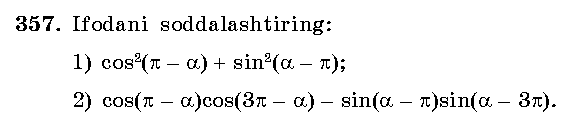 357. Ifodani soddalashtiring:
1) cos²(π – α) + sin²(α – π);
2) cos(π – α)cos(3π – α) – sin(α – π)sin(α – 3π).